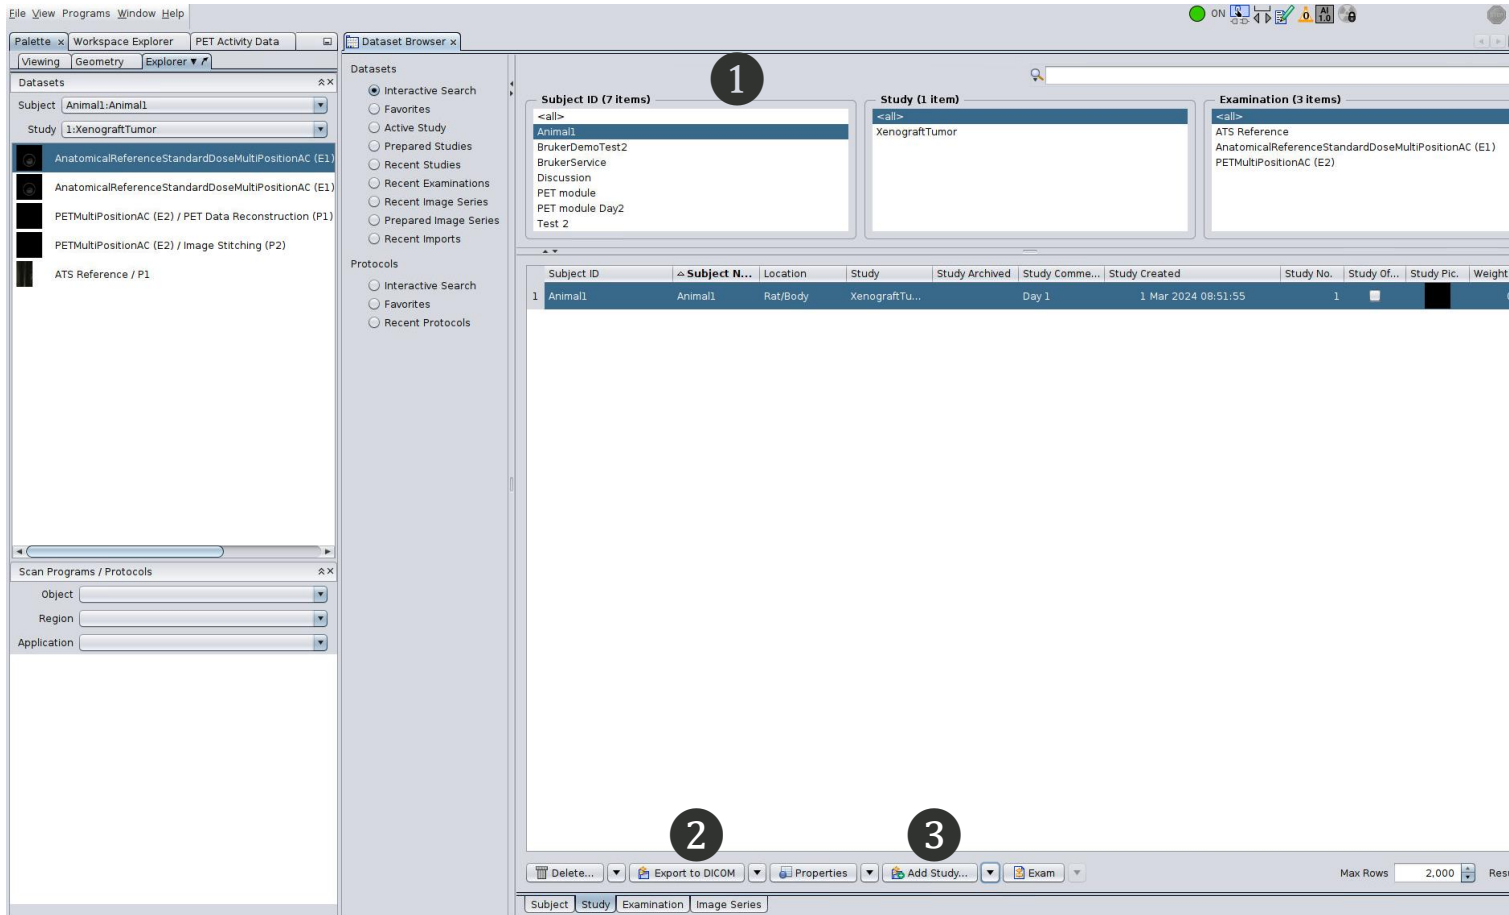 File View Programs Window Help
ON
AI
1.0
Palette x Workspace Explorer PET Activity Data
Dataset Browser x
Viewing Geometry Explorer
Datasets
Subject Animal1:Animal1
Study 1:XenograftTumor
AnatomicalReferenceStandardDoseMultiPositionAC (E1)
AnatomicalReferenceStandardDoseMultiPositionAC (E1)
PETMultiPositionAC (E2) / PET Data Reconstruction (P1)
PETMultiPositionAC (E2) / Image Stitching (P2)
ATS Reference / P1
Scan Programs / Protocols
Object
Region
Application
Datasets
Interactive Search
Favorites
Active Study
Prepared Studies
Recent Studies
Recent Examinations
Recent Image Series
Prepared Image Series
Recent Imports
Protocols
Interactive Search
Favorites
Recent Protocols
1
Subject ID (7 items)
<all>
Animal1
BrukerDemoTest2
BrukerService
Discussion
PET module
PET module Day2
Test 2
Study (1 item)
<all>
XenograftTumor
Examination (3 items)
<all>
ATS Reference
AnatomicalReferenceStandardDoseMultiPositionAC (E1)
PETMultiPositionAC (E2)
Subject ID Subject N... Location Study Study Archived Study Comme... Study Created Study No. Study Of... Study Pic. Weight
1 Animal1 Animal1 Rat/Body XenograftTu... Day 1 1 Mar 2024 08:51:55 1
2 3
Delete... Export to DICOM Properties Add Study... Exam Max Rows 2,000
Subject Study Examination Image Series